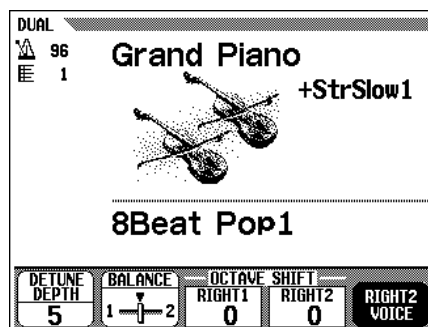 DUAL
96
1
Grand Piano
+StrSlow1
8Beat Pop1
DETUNE DEPTH BALANCE OCTAVE SHIFT
RIGHT1 RIGHT2 RIGHT2 VOICE
5 1 2 0 0